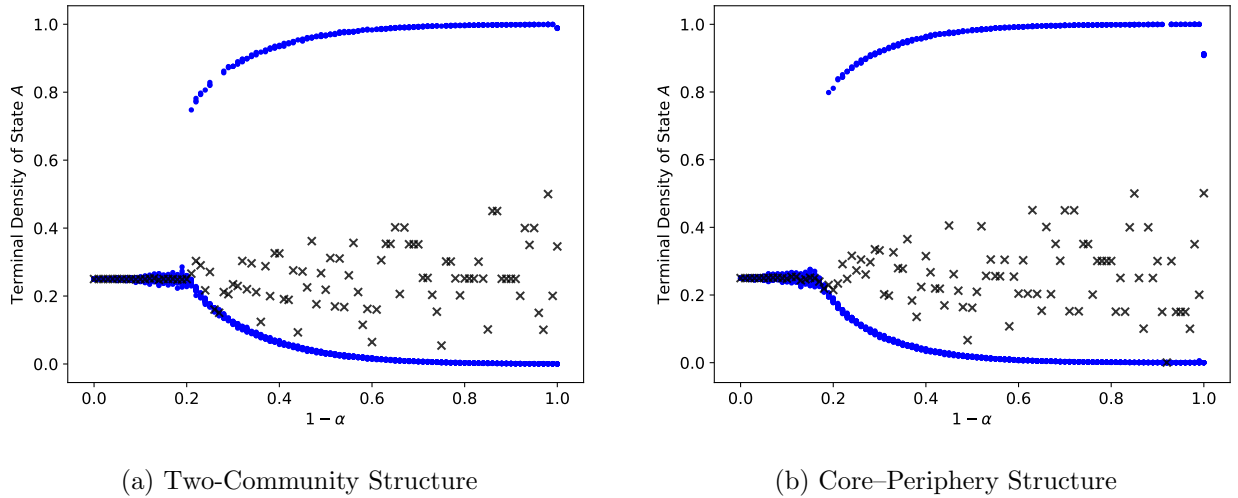 1.0
0.8
0.6
0.4
0.2
0.0
Terminal Density of State A
0.0 0.2 0.4 0.6 0.8 1.0
1 − α
(a) Two-Community Structure
1.0
0.8
0.6
0.4
0.2
0.0
Terminal Density of State A
0.0 0.2 0.4 0.6 0.8 1.0
1 − α
(b) Core–Periphery Structure